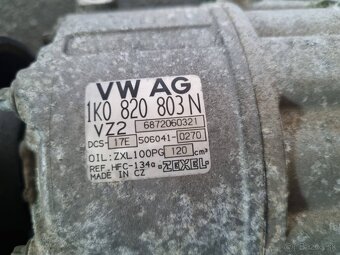 VW AG
1K0 820 803 N
VZ2 6872060321
DCS-17E 506041-0270
OIL:ZXL100PG 120 cm³
REF. HFC-134a ZEXEL
MADE IN CZ